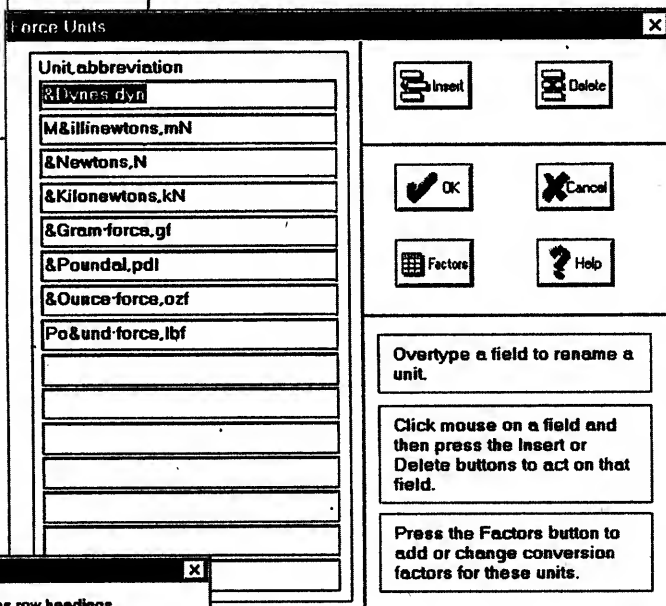 Force Units
Unit,abbreviation
&Dynes,dyn
M&illinewtons,mN
&Newtons,N
&Kilonewtons,kN
&Gram-force,gf
&Poundal,pdl
&Ounce-force,ozf
Po&und-force,lbf
Insert
Delete
OK
Cancel
Factors
Help
Overtype a field to rename a
unit.
Click mouse on a field and
then press the Insert or
Delete buttons to act on that
field.
Press the Factors button to
add or change conversion
factors for these units.
row headings